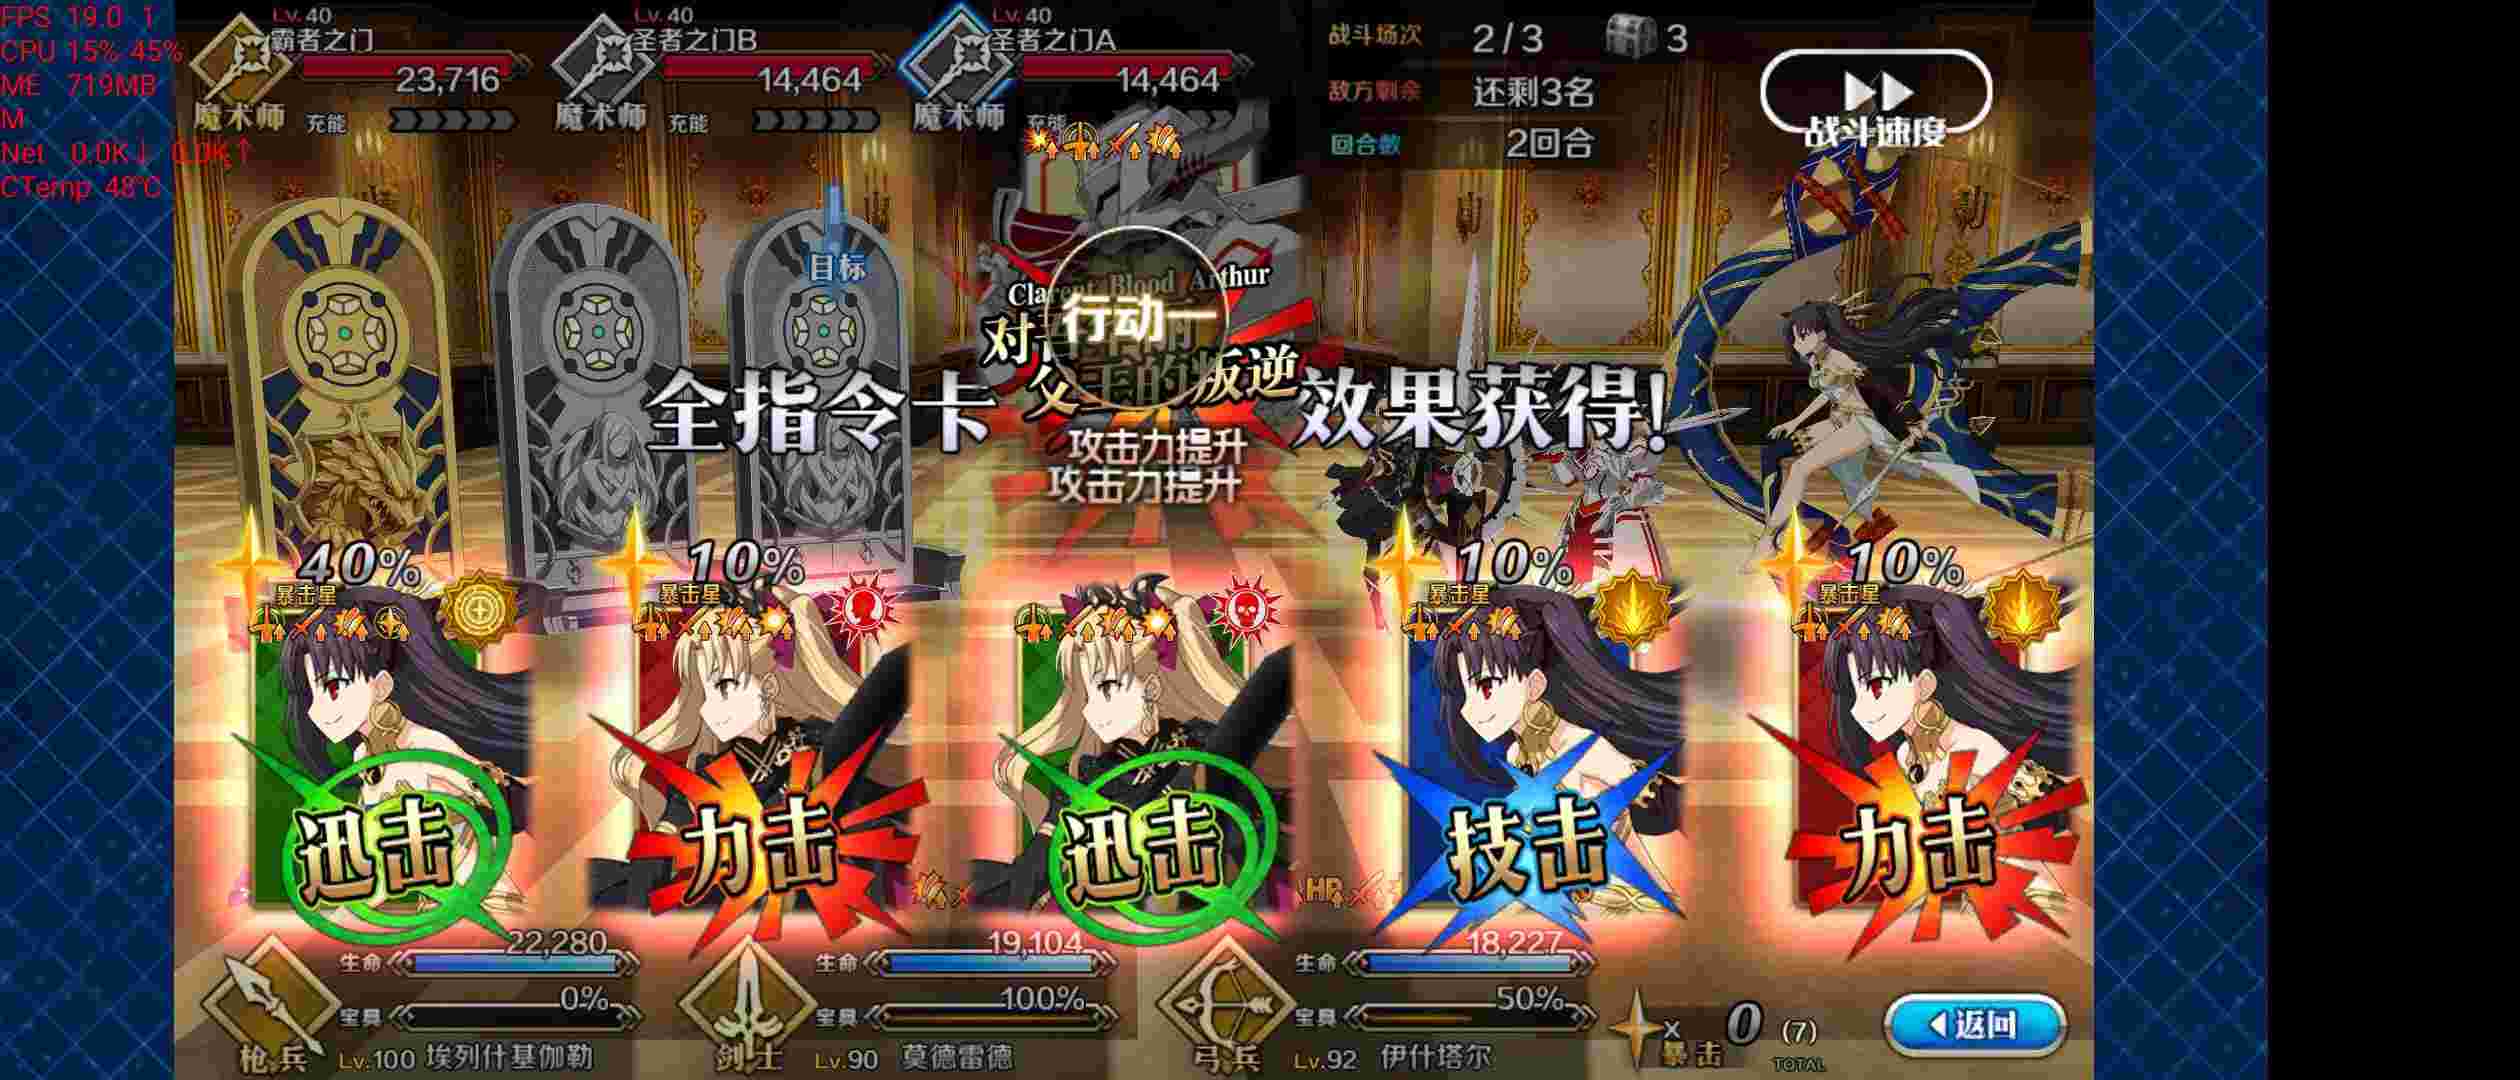 FPS 19.0 1
CPU 15% 45%
ME 719MB
M
Net 0.0K↓ 0.0K↑
CTemp 48℃
Lv.40
霸者之门
23,716
魔术师
充能
Lv.40
圣者之门B
14,464
魔术师
充能
Lv.40
圣者之门A
14,464
魔术师
充能
战斗场次 2/3 3
敌方剩余 还剩3名
回合数 2回合
战斗速度
目标
Clarent Blood Arthur
行动一
的叛逆
全指令卡
效果获得!
攻击力提升
攻击力提升
40% 10% 10% 10%
暴击星 暴击星 暴击星 暴击星
迅击 力击 迅击 技击 力击
HP
生命 22,280
宝具 0%
枪兵 Lv.100 埃列什基伽勒
生命 19,104
宝具 100%
剑士 Lv.90 莫德雷德
生命 18,227
宝具 50%
弓兵 Lv.92 伊什塔尔
x 0 (7)
暴击 TOTAL
返回